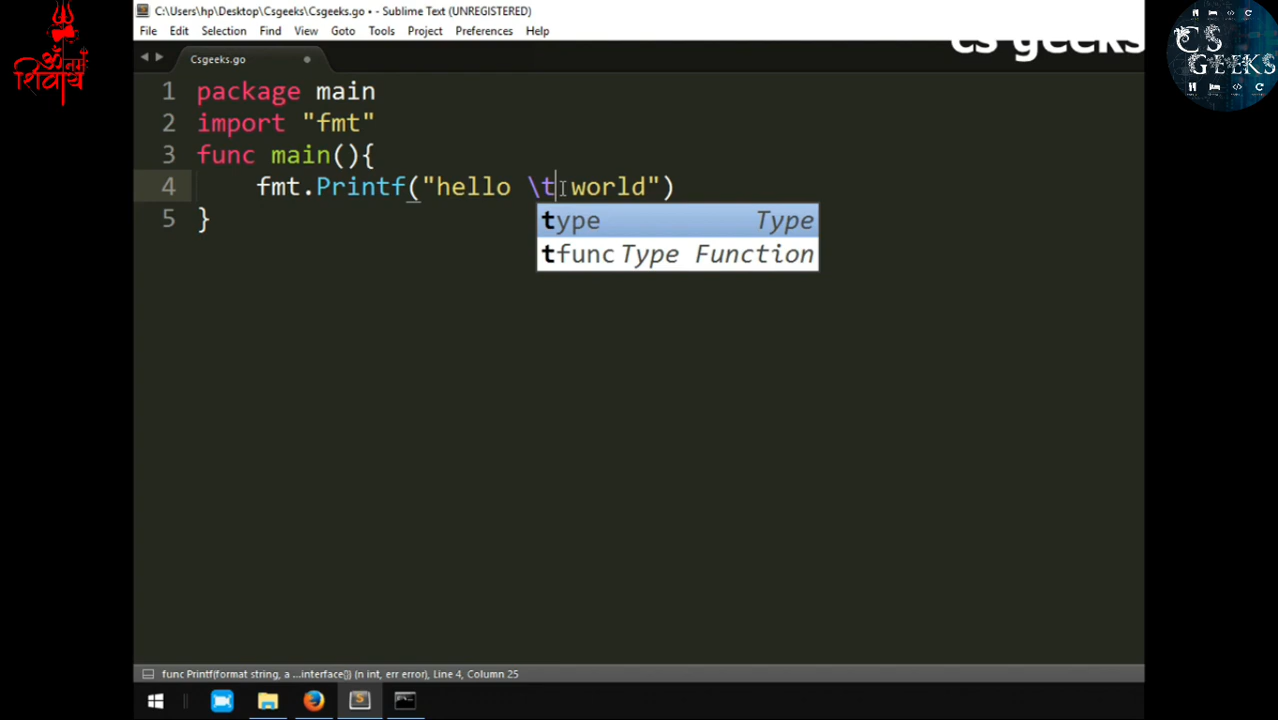 C:\Users\hp\Desktop\Csgeeks\Csgeeks.go • - Sublime Text (UNREGISTERED)
File Edit Selection Find View Goto Tools Project Preferences Help
cs geeks
Csgeeks.go
1 package main
2 import "fmt"
3 func main(){
4 fmt.Printf("hello \t world")
type Type
tfunc Type Function
5 }
func Printf(format string, a ...interface{}) (n int, err error), Line 4, Column 25
ॐ नमः
शिवाय
CS
GEEKS